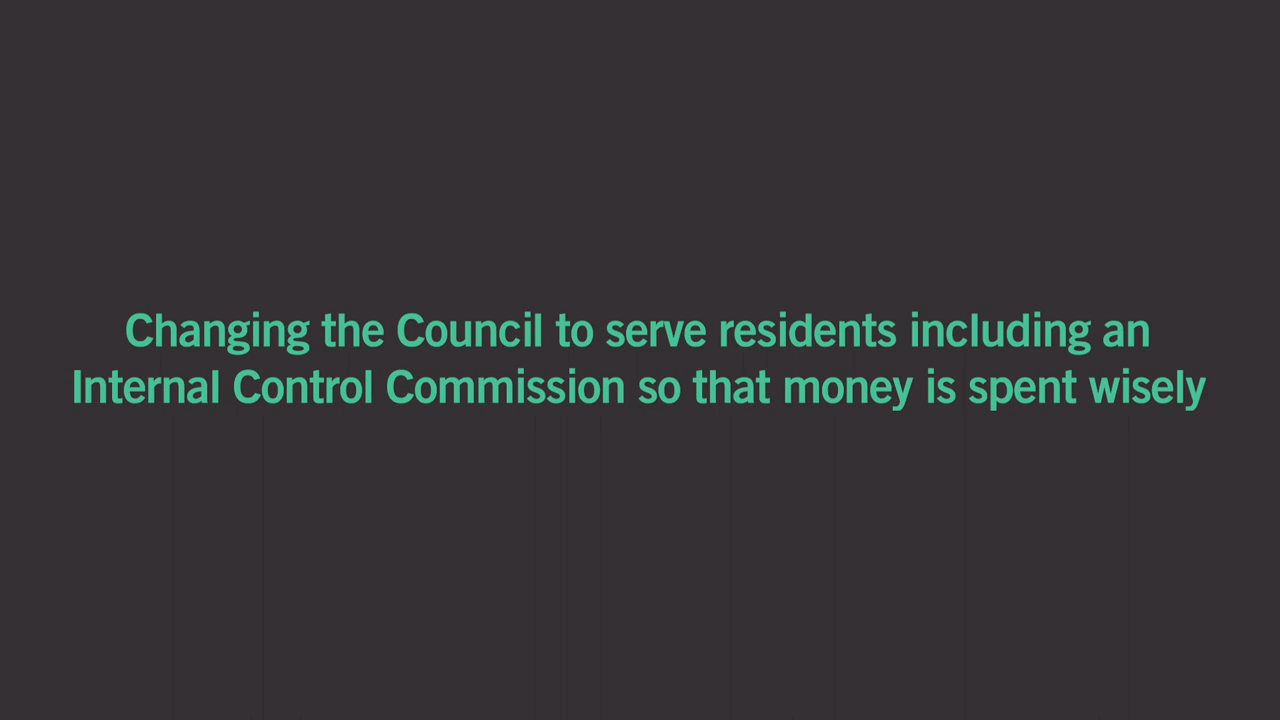 Changing the Council to serve residents including an
Internal Control Commission so that money is spent wisely